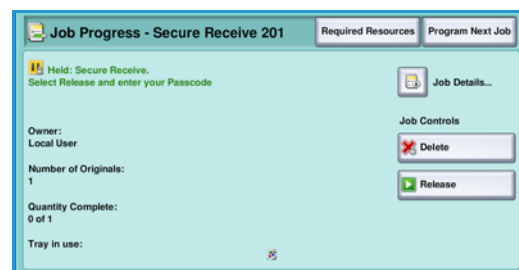 Job Progress - Secure Receive 201
Required Resources
Program Next Job
Held: Secure Receive.
Select Release and enter your Passcode
Job Details...
Job Controls
Owner:
Local User
Delete
Number of Originals:
1
Release
Quantity Complete:
0 of 1
Tray in use: